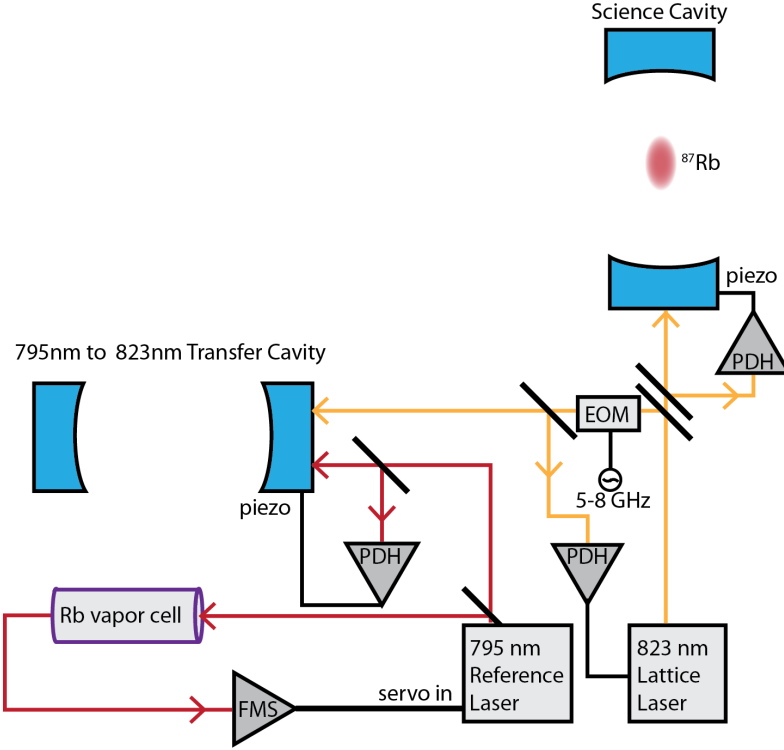 Science Cavity
⁸⁷Rb
piezo
PDH
795nm to 823nm Transfer Cavity
EOM
5-8 GHz
piezo
PDH
PDH
Rb vapor cell
795 nm
Reference
Laser
823 nm
Lattice
Laser
servo in
FMS